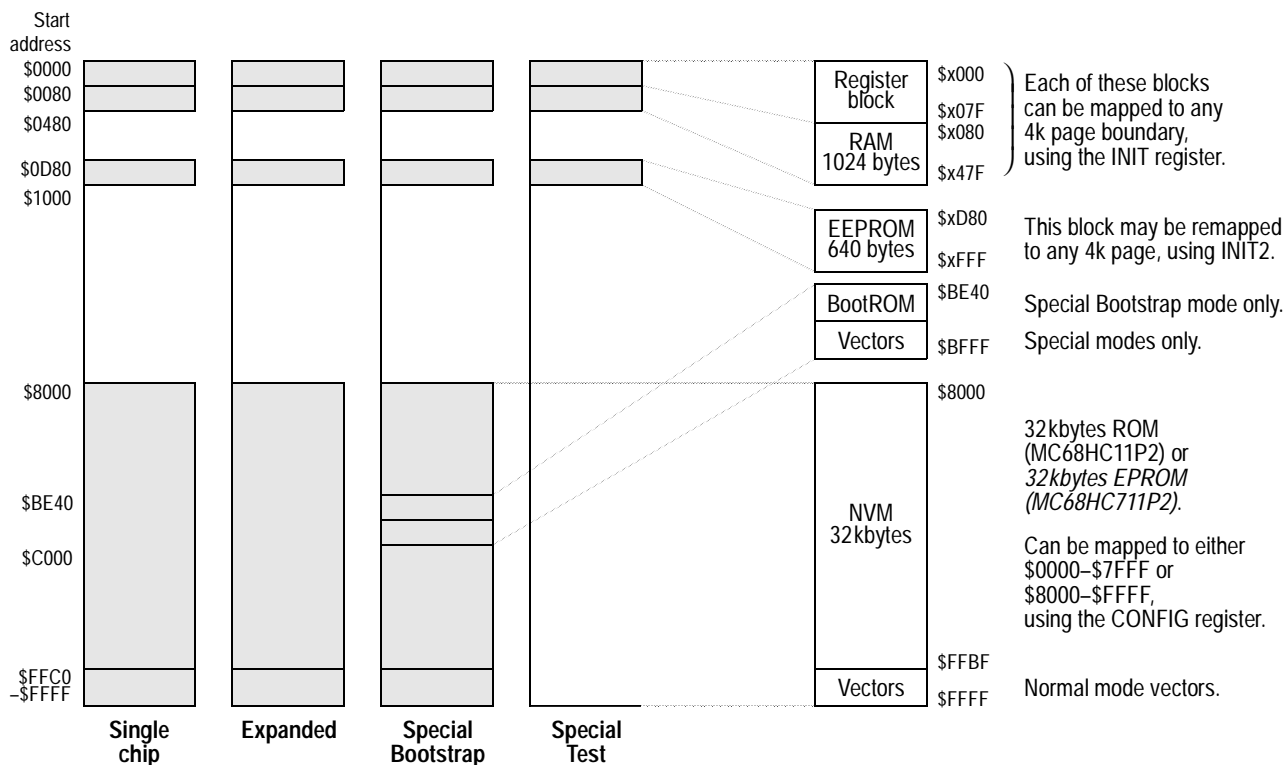 Start
address
$0000
$0080
$0480
$0D80
$1000
$8000
$BE40
$C000
$FFC0
–$FFFF
Single
chip
Expanded
Special
Bootstrap
Special
Test
Register
block
RAM
1024 bytes
EEPROM
640 bytes
BootROM
Vectors
NVM
32kbytes
Vectors
$x000
$x07F
$x080
$x47F
$xD80
$xFFF
$BE40
$BFFF
$8000
$FFBF
$FFFF
Each of these blocks
can be mapped to any
4k page boundary,
using the INIT register.
This block may be remapped
to any 4k page, using INIT2.
Special Bootstrap mode only.
Special modes only.
32kbytes ROM
(MC68HC11P2) or
32kbytes EPROM
(MC68HC711P2).
Can be mapped to either
$0000–$7FFF or
$8000–$FFFF,
using the CONFIG register.
Normal mode vectors.